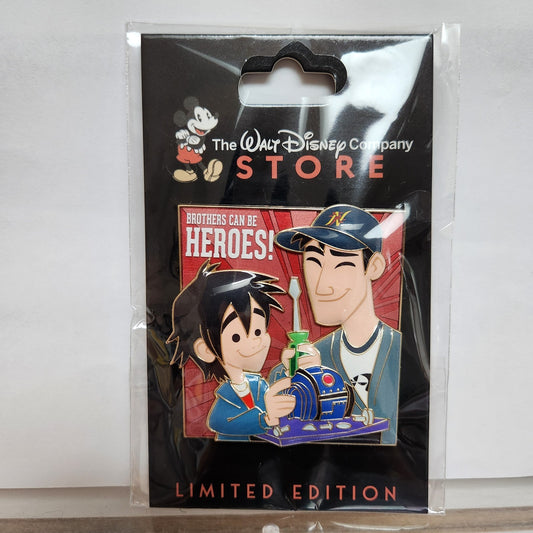 The WALT DISNEY Company
STORE
BROTHERS CAN BE
HEROES!
N
LIMITED EDITION